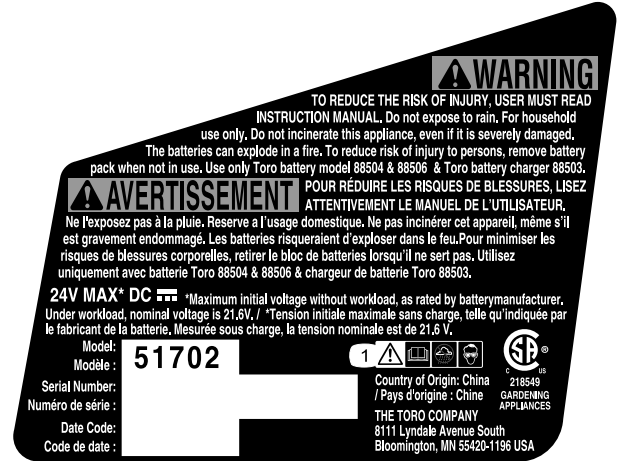 WARNING
TO REDUCE THE RISK OF INJURY, USER MUST READ
INSTRUCTION MANUAL. Do not expose to rain. For household
use only. Do not incinerate this appliance, even if it is severely damaged.
The batteries can explode in a fire. To reduce risk of injury to persons, remove battery
pack when not in use. Use only Toro battery model 88504 & 88506 & Toro battery charger 88503.
AVERTISSEMENT
POUR RÉDUIRE LES RISQUES DE BLESSURES, LISEZ
ATTENTIVEMENT LE MANUEL DE L'UTILISATEUR.
Ne l'exposez pas à la pluie. Reserve a l'usage domestique. Ne pas incinérer cet appareil, même s'il
est gravement endommagé. Les batteries risqueraient d'exploser dans le feu.Pour minimiser les
risques de blessures corporelles, retirer le bloc de batteries lorsqu'il ne sert pas. Utilisez
uniquement avec batterie Toro 88504 & 88506 & chargeur de batterie Toro 88503.
24V MAX* DC *Maximum initial voltage without workload, as rated by batterymanufacturer.
Under workload, nominal voltage is 21.6V. / *Tension initiale maximale sans charge, telle qu'indiquée par
le fabricant de la batterie. Mesurée sous charge, la tension nominale est de 21,6 V.
Model:
Modèle :
51702
Serial Number:
Numéro de série :
Date Code:
Code de date :
1
Country of Origin: China
/ Pays d'origine : Chine
THE TORO COMPANY
8111 Lyndale Avenue South
Bloomington, MN 55420-1196 USA
SA ®
C US
218549
GARDENING
APPLIANCES